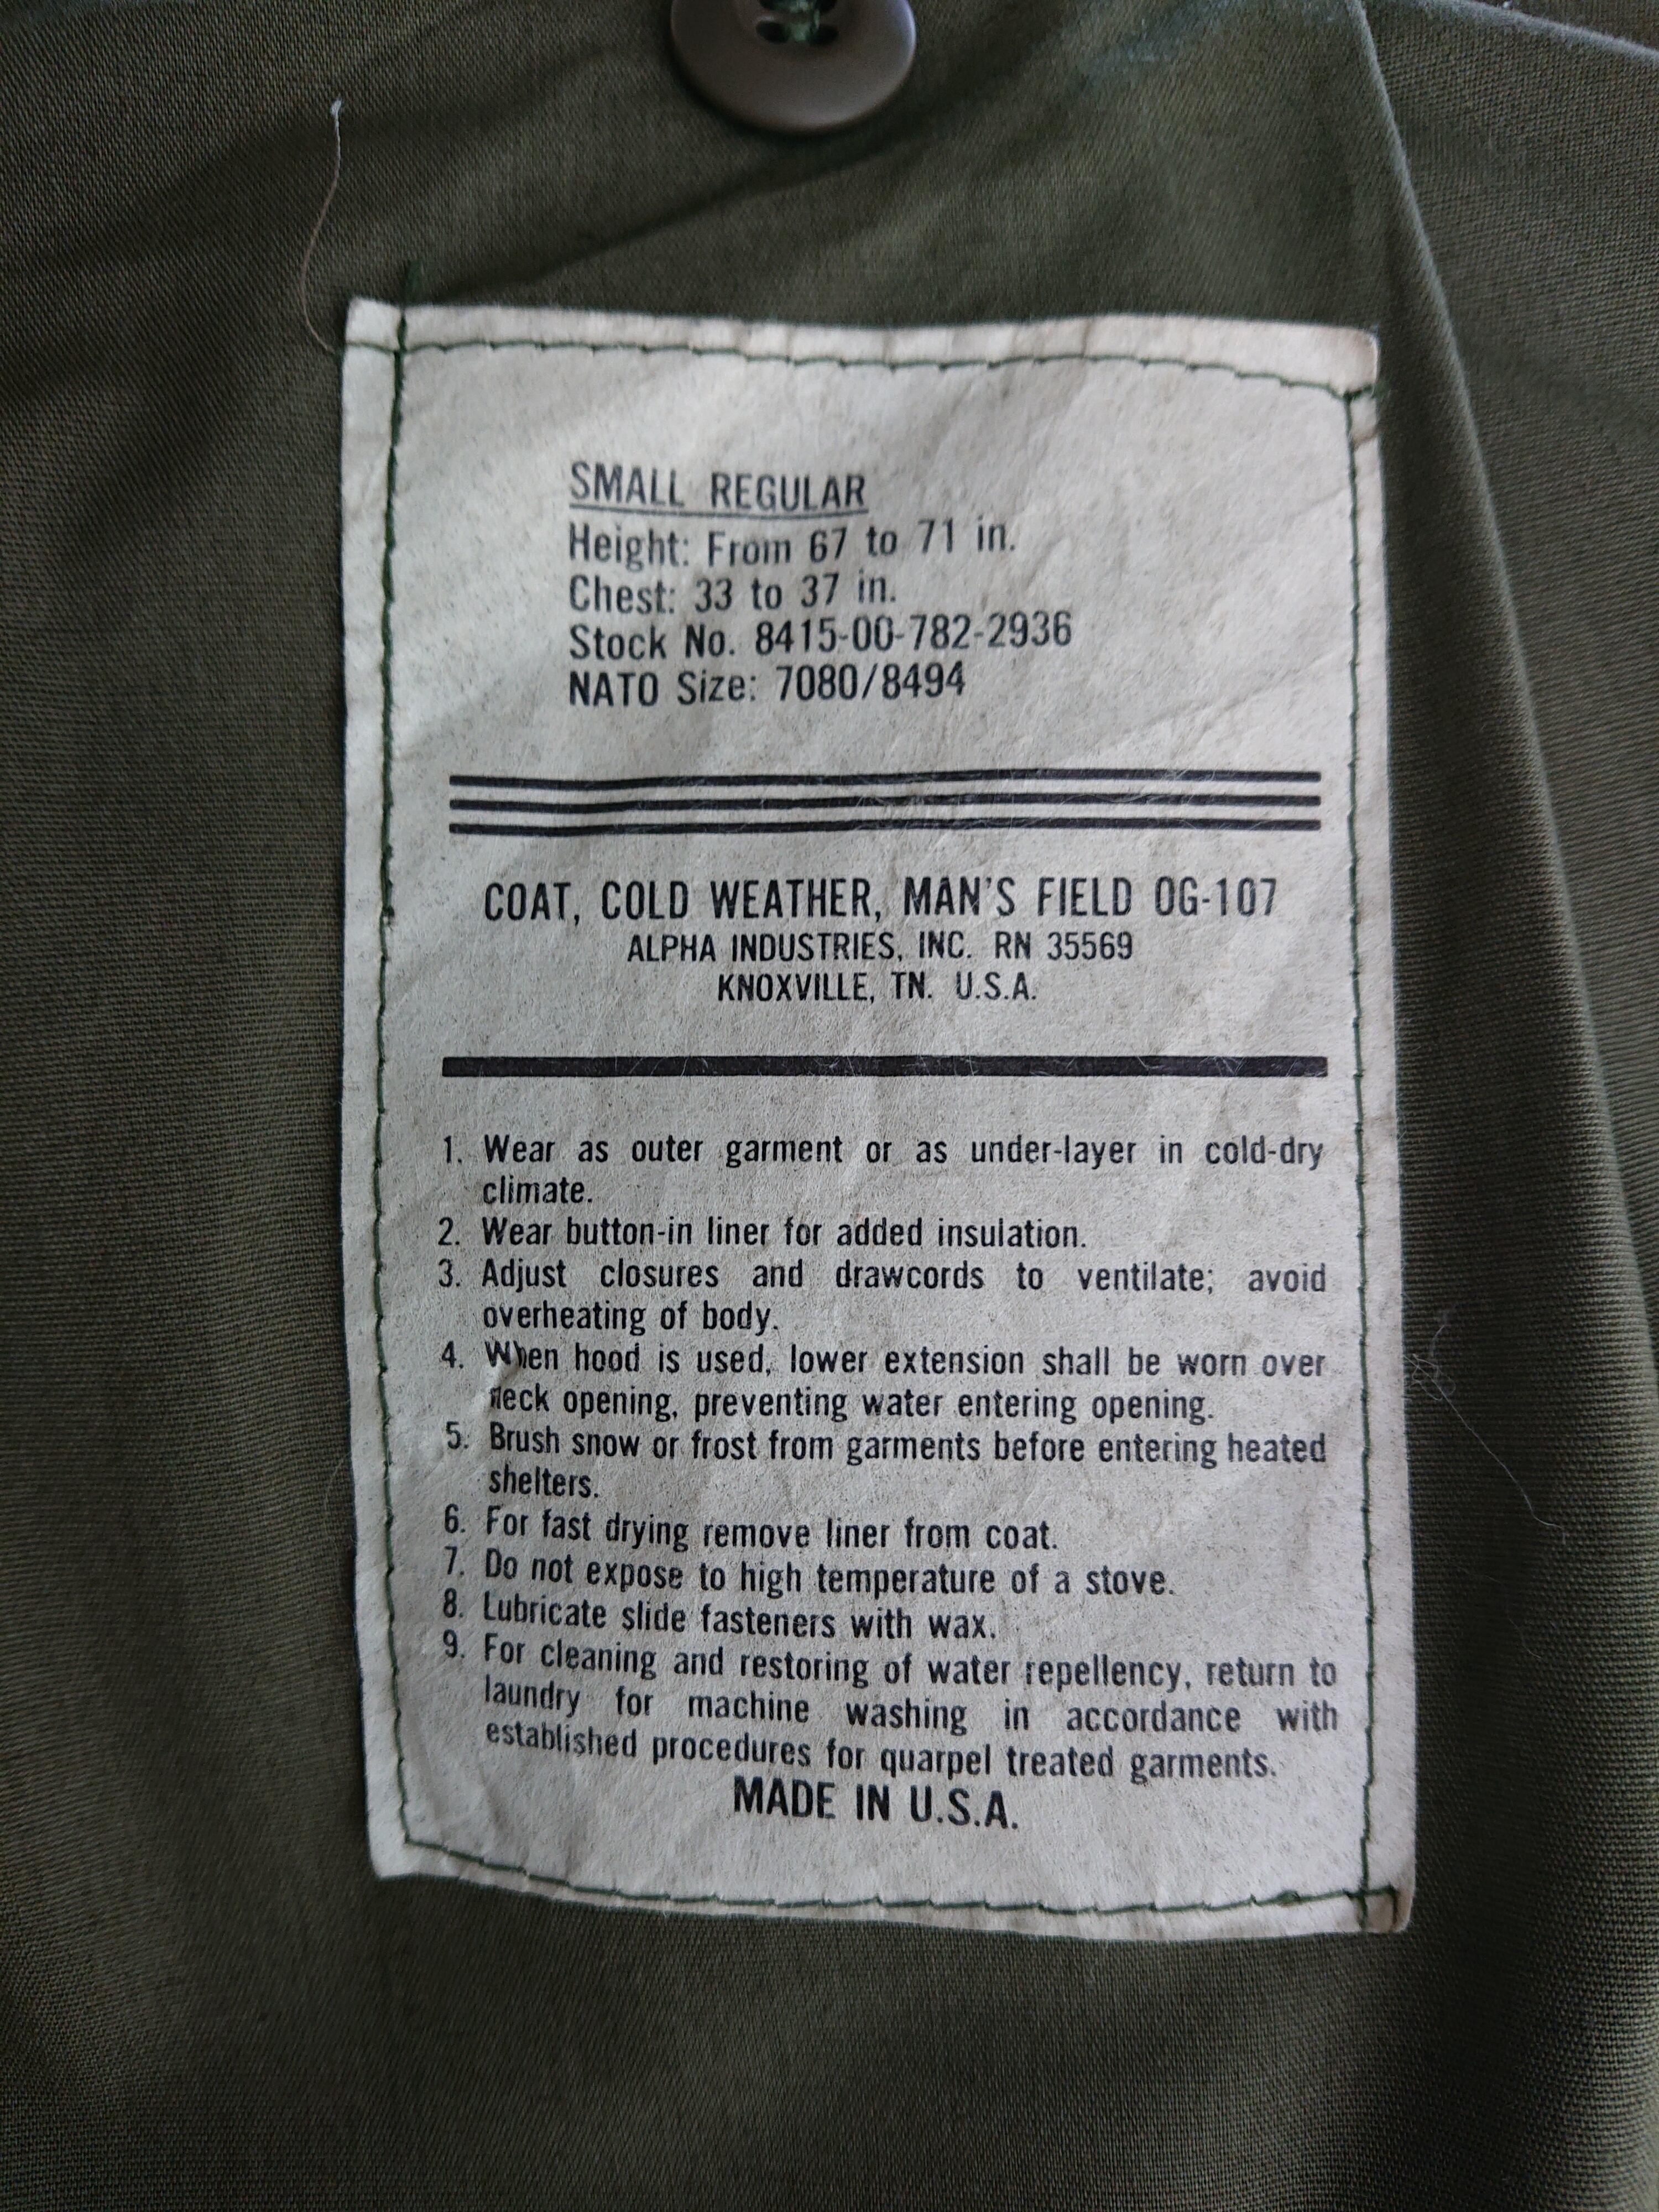 SMALL REGULAR
Height: From 67 to 71 in.
Chest: 33 to 37 in.
Stock No. 8415-00-782-2936
NATO Size: 7080/8494
COAT, COLD WEATHER, MAN'S FIELD OG-107
ALPHA INDUSTRIES, INC. RN 35569
KNOXVILLE, TN. U.S.A.
1. Wear as outer garment or as under-layer in cold-dry
climate.
2. Wear button-in liner for added insulation.
3. Adjust closures and drawcords to ventilate; avoid
overheating of body.
4. When hood is used, lower extension shall be worn over
neck opening, preventing water entering opening.
5. Brush snow or frost from garments before entering heated
shelters.
6. For fast drying remove liner from coat.
7. Do not expose to high temperature of a stove.
8. Lubricate slide fasteners with wax.
9. For cleaning and restoring of water repellency, return to
laundry for machine washing in accordance with
established procedures for quarpel treated garments.
MADE IN U.S.A.